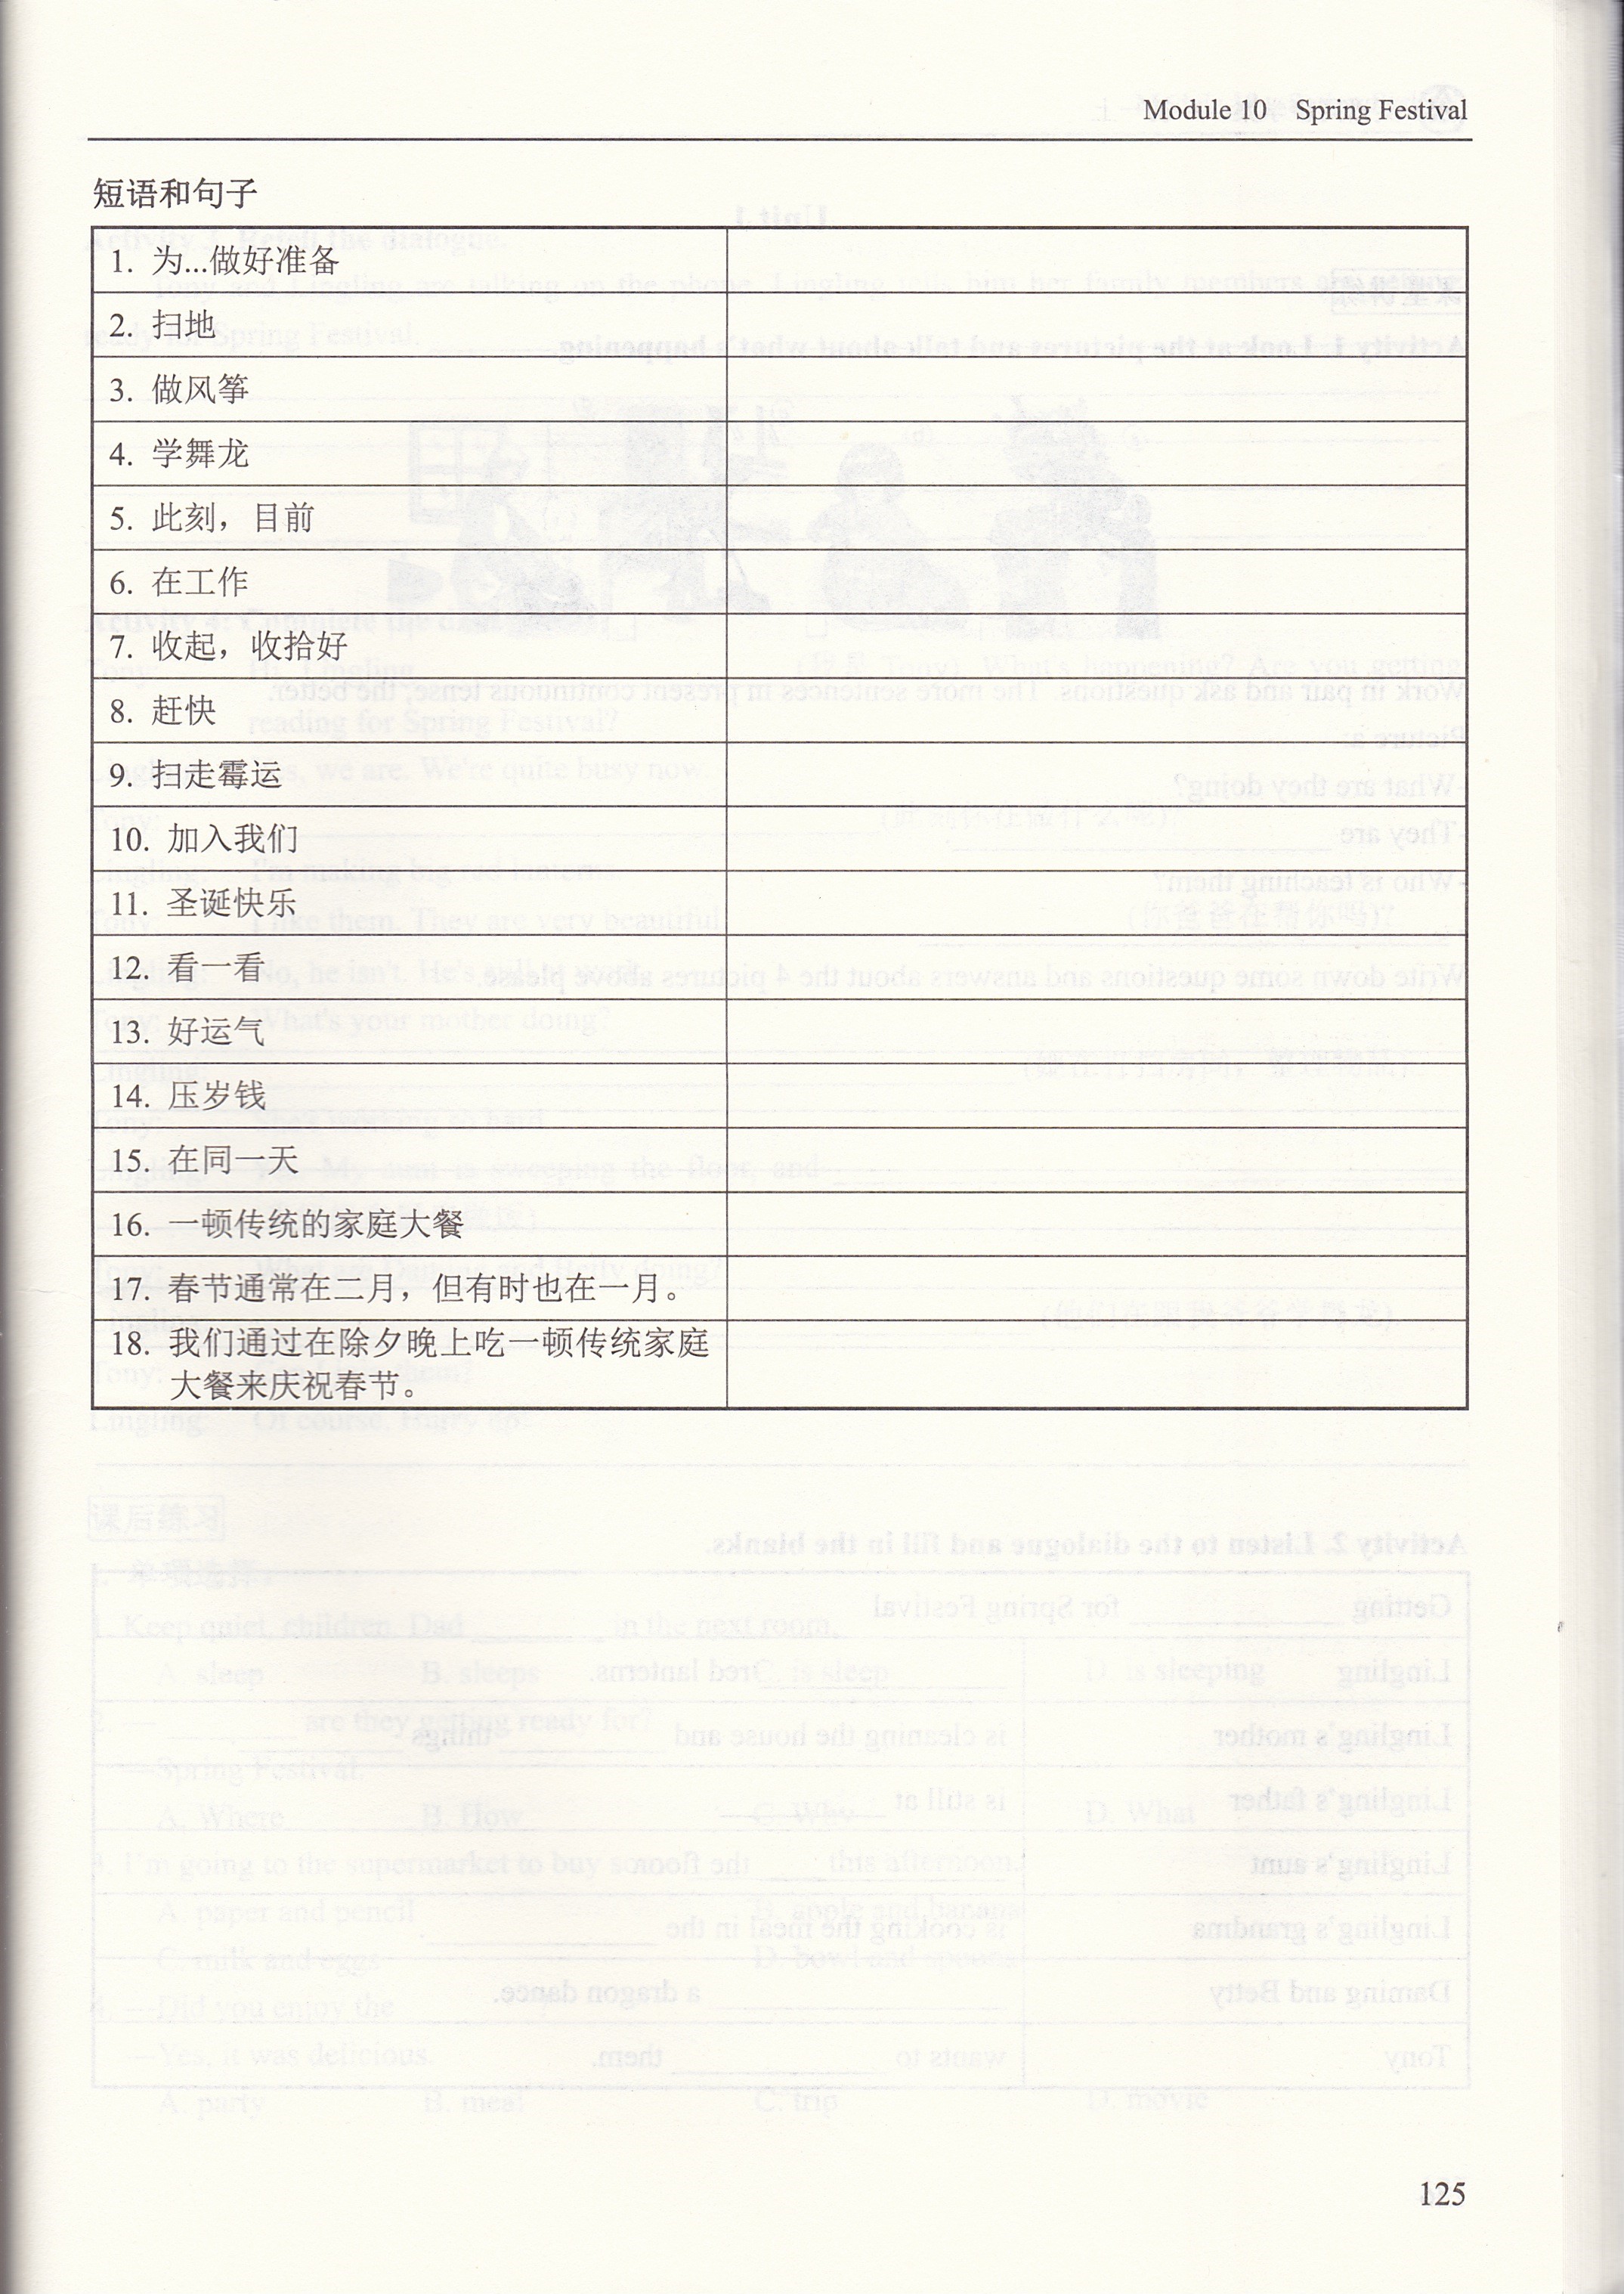 Module 10 Spring Festival
短语和句子
1. 为...做好准备
2. 扫地
3. 做风筝
4. 学舞龙
5. 此刻，目前
6. 在工作
7. 收起，收拾好
8. 赶快
9. 扫走霉运
10. 加入我们
11. 圣诞快乐
12. 看一看
13. 好运气
14. 压岁钱
15. 在同一天
16. 一顿传统的家庭大餐
17. 春节通常在二月，但有时也在一月。
18. 我们通过在除夕晚上吃一顿传统家庭
大餐来庆祝春节。
125